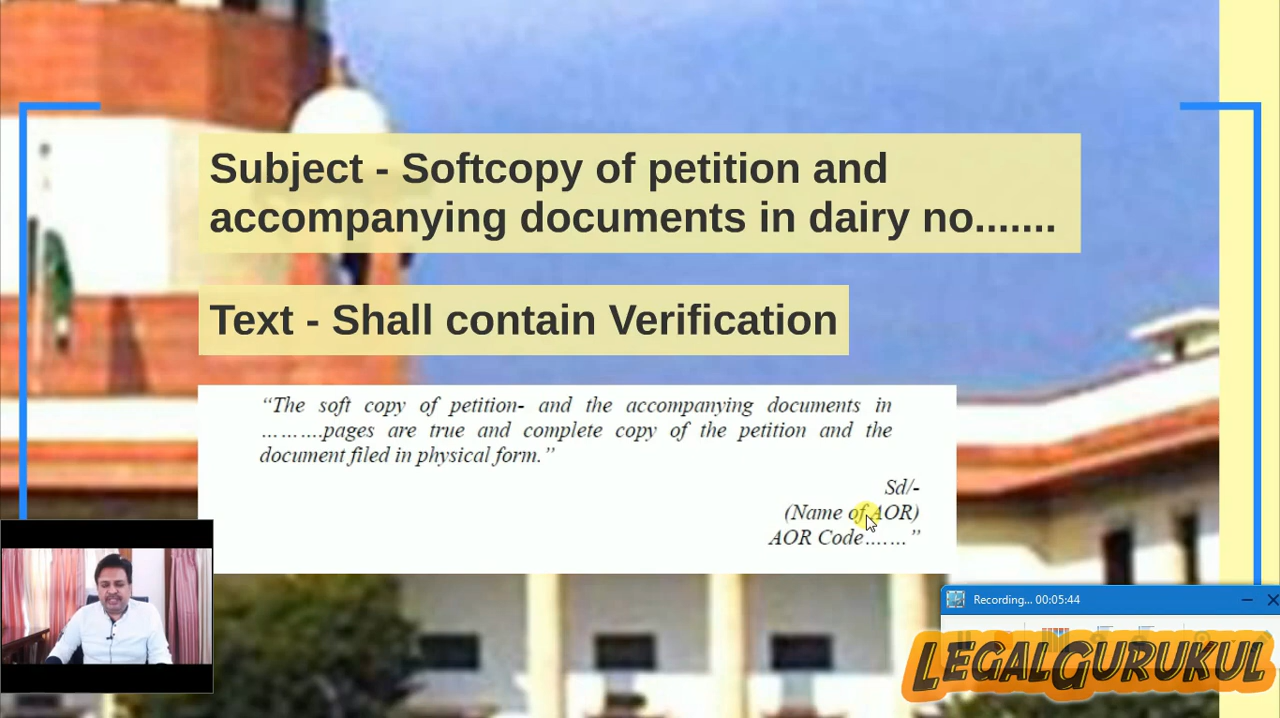 Subject - Softcopy of petition and
accompanying documents in dairy no.......
Text - Shall contain Verification
“The soft copy of petition- and the accompanying documents in
……….pages are true and complete copy of the petition and the
document filed in physical form.”
Sd/-
(Name of AOR)
AOR Code…….”
Recording... 00:05:44
LEGALGURUKUL